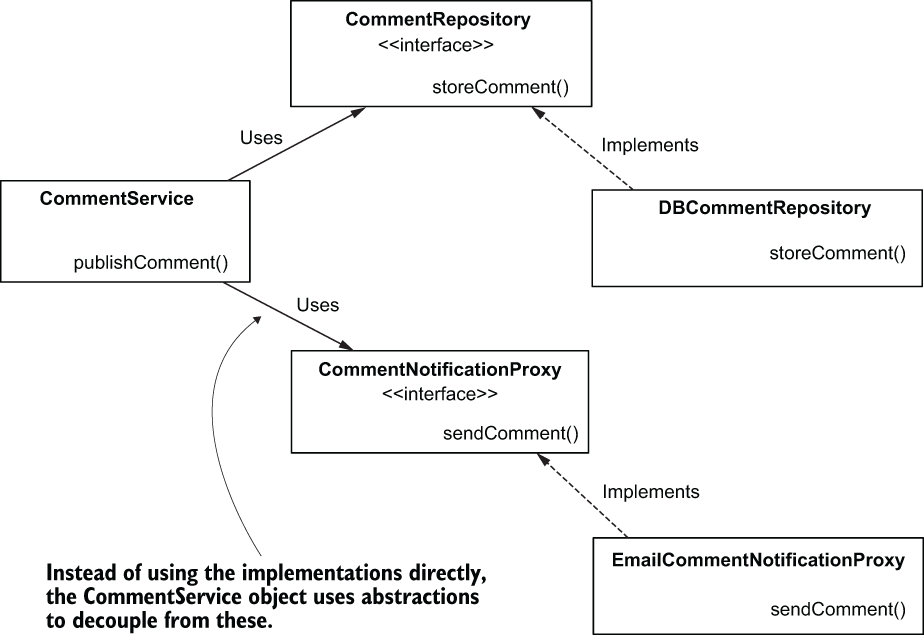 CommentRepository
<<interface>>
storeComment()
Uses
Implements
CommentService
publishComment()
DBCommentRepository
storeComment()
Uses
CommentNotificationProxy
<<interface>>
sendComment()
Implements
EmailCommentNotificationProxy
sendComment()
Instead of using the implementations directly,
the CommentService object uses abstractions
to decouple from these.